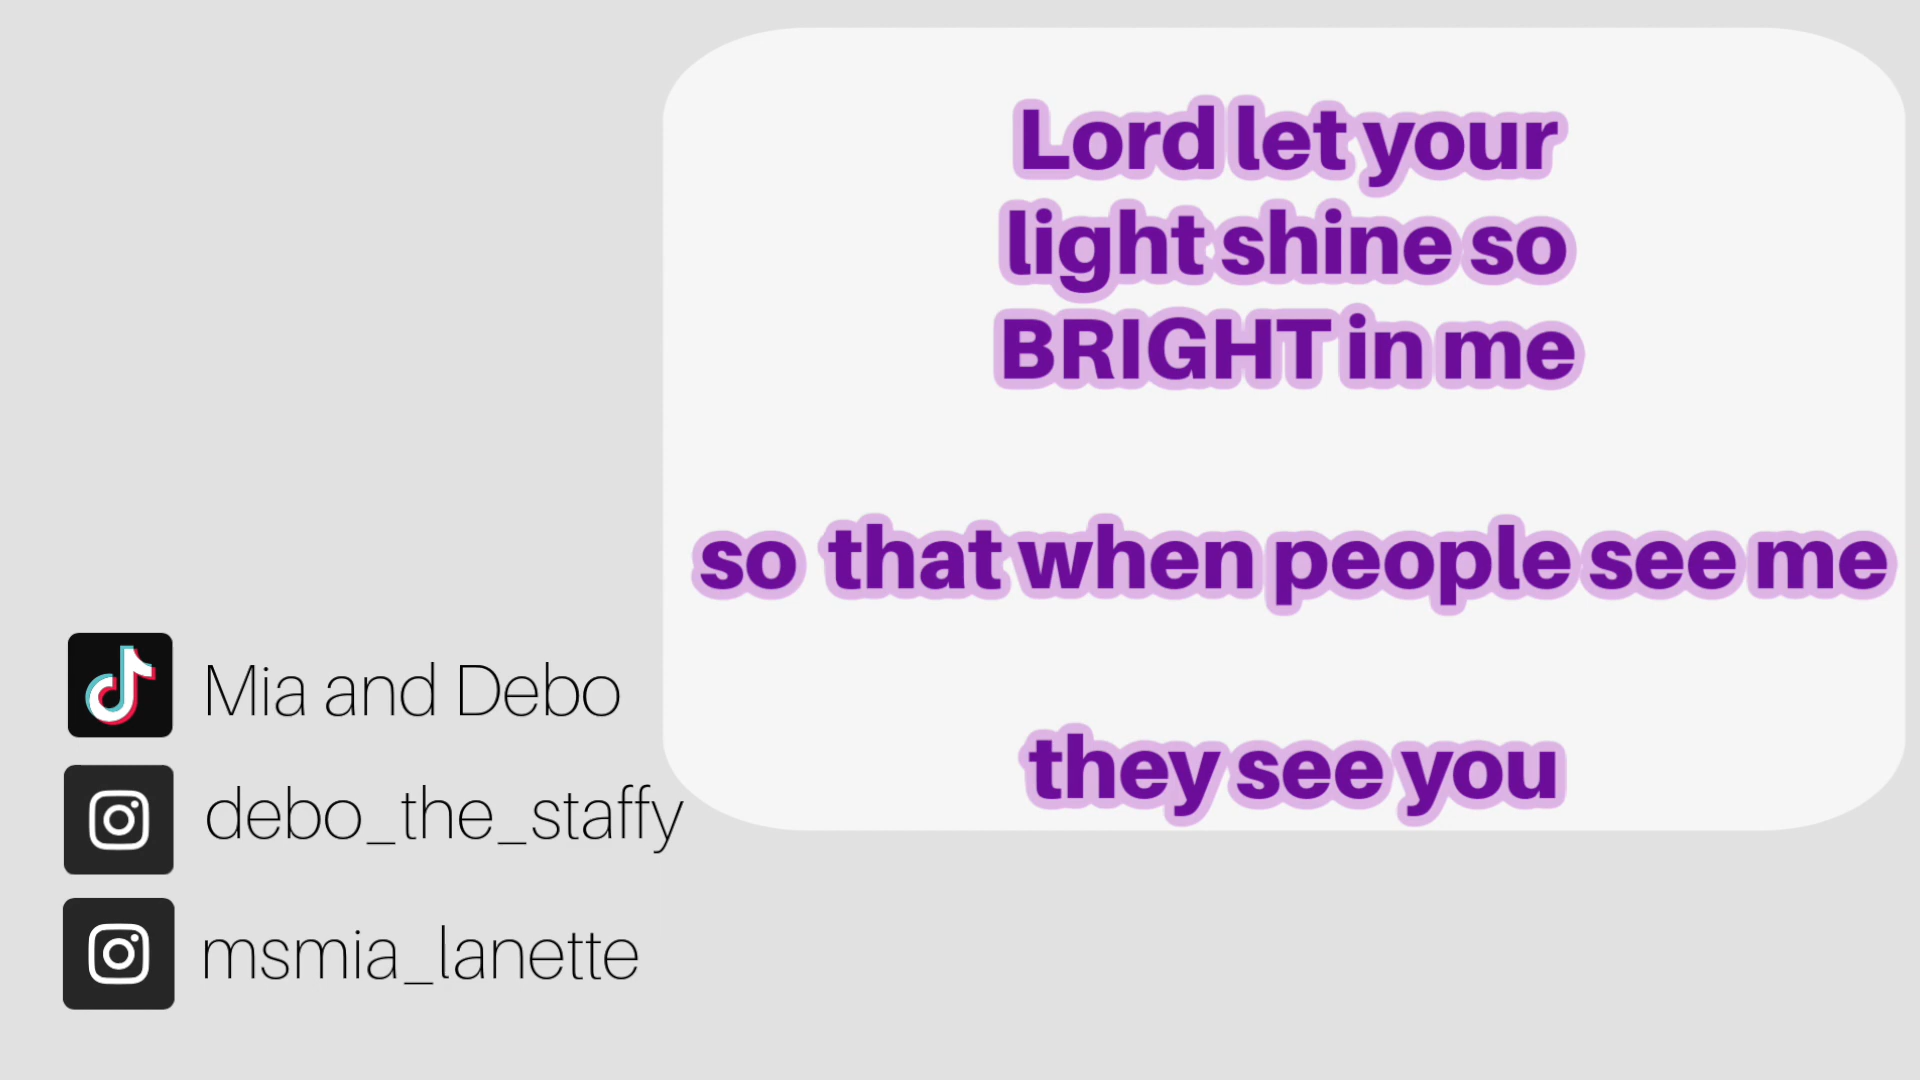 Lord let your
light shine so
BRIGHT in me
so that when people see me
they see you
Mia and Debo
debo_the_staffy
msmia_lanette